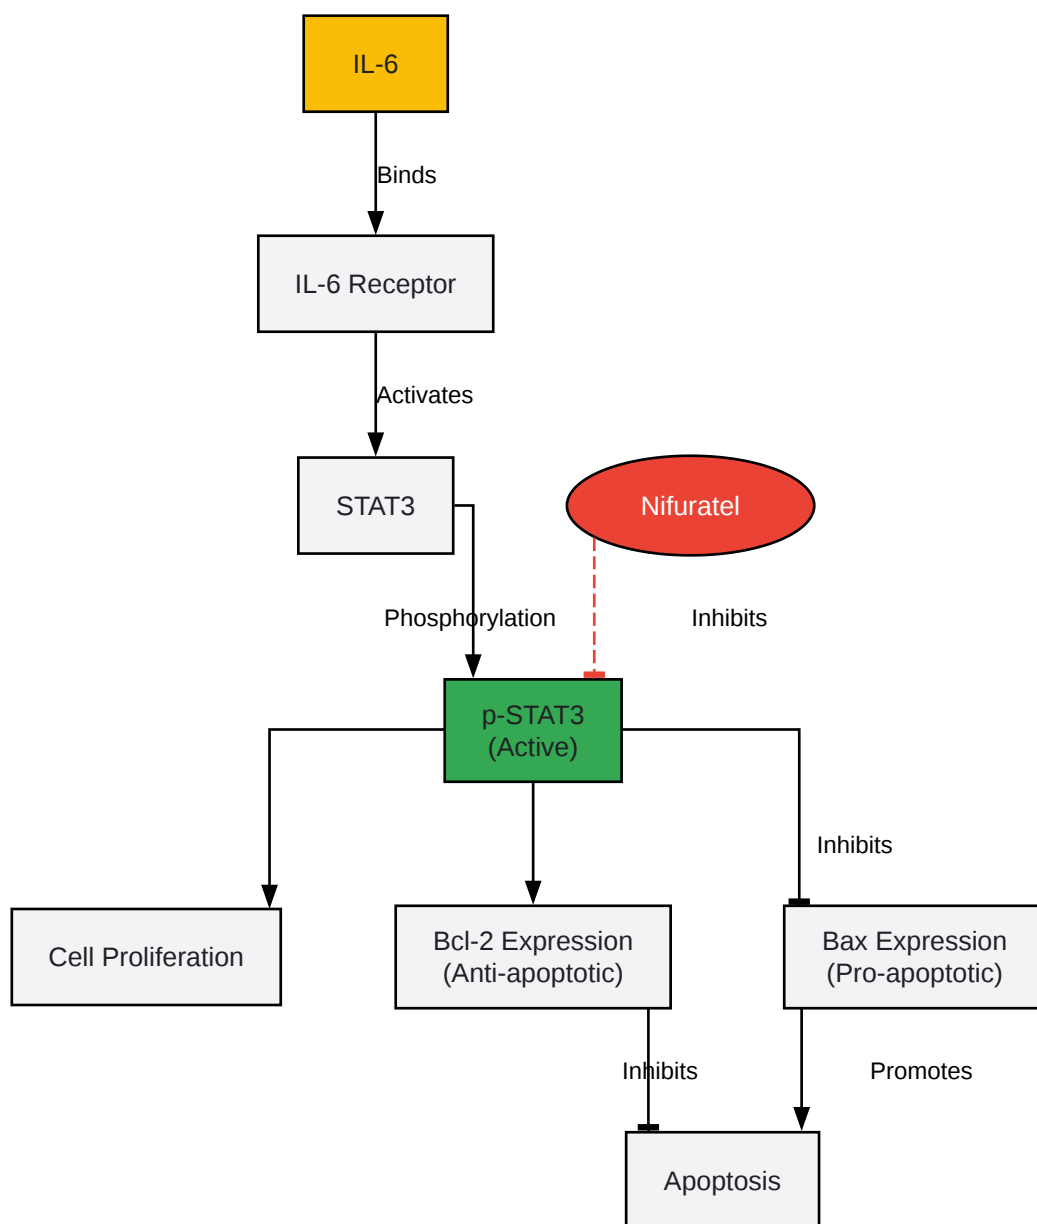 IL-6
Binds
IL-6 Receptor
Activates
STAT3
Nifuratel
Phosphorylation
Inhibits
p-STAT3
(Active)
Inhibits
Cell Proliferation
Bcl-2 Expression
(Anti-apoptotic)
Bax Expression
(Pro-apoptotic)
Inhibits
Promotes
Apoptosis